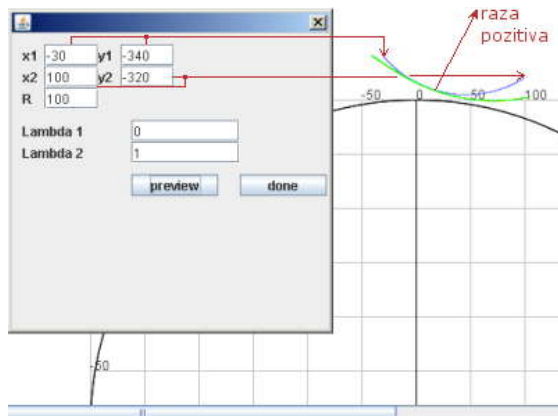 raza
pozitiva
x1 -30 y1 -340
x2 100 y2 -320
R 100
Lambda 1 0
Lambda 2 1
preview done
-50 0 50 100
-50